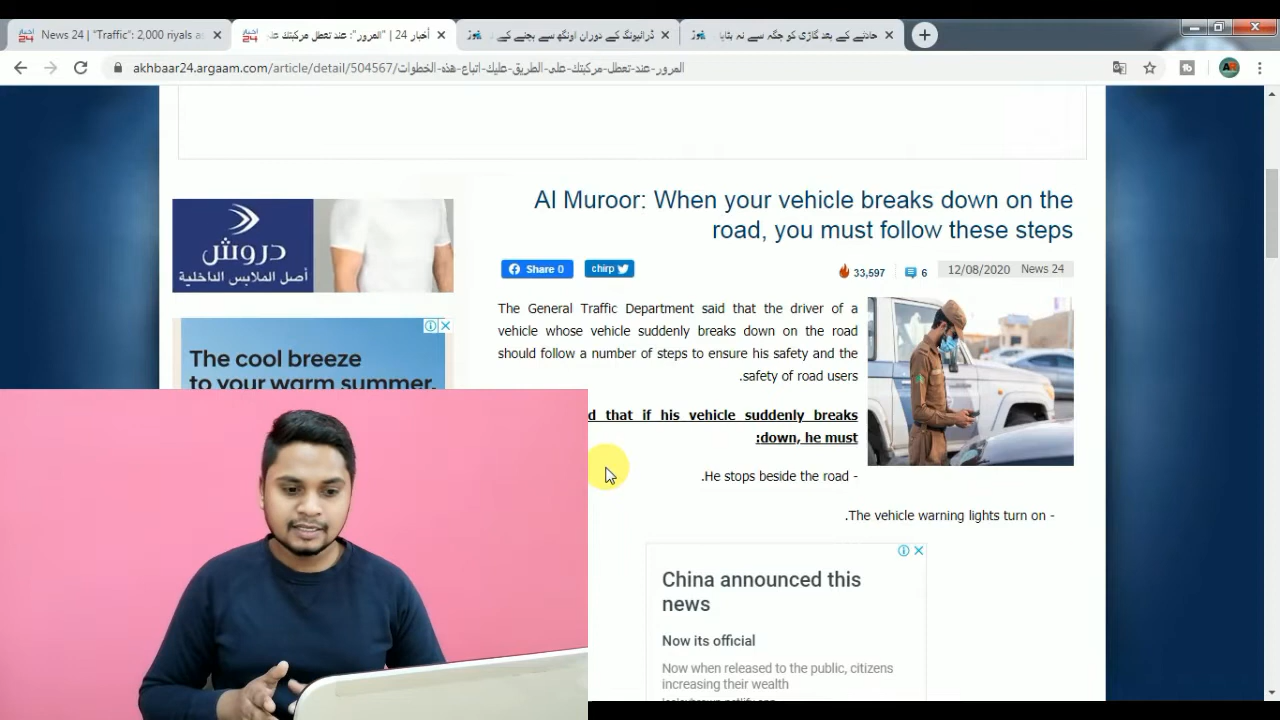 News 24 | "Traffic": 2,000 riyals a
أخبار 24 | "المرور": عند تعطل مركبتك عل
ڈرائیونگ کے دوران اونگھ سے بچنے کے
حادثے کے بعد گاڑی کو جگہ سے نہ ہٹایا
akhbaar24.argaam.com/article/detail/504567/المرور-عند-تعطل-مركبتك-على-الطريق-عليك-اتباع-هذه-الخطوات
Al Muroor: When your vehicle breaks down on the
road, you must follow these steps
Share 0
chirp
33,597
6
12/08/2020 News 24
The General Traffic Department said that the driver of a
vehicle whose vehicle suddenly breaks down on the road
should follow a number of steps to ensure his safety and the
.safety of road users
that if his vehicle suddenly breaks
:down, he must
.He stops beside the road -
.The vehicle warning lights turn on -
دروش
أصل الملابس الداخلية
The cool breeze
to your warm summer.
China announced this
news
Now its official
Now when released to the public, citizens
increasing their wealth